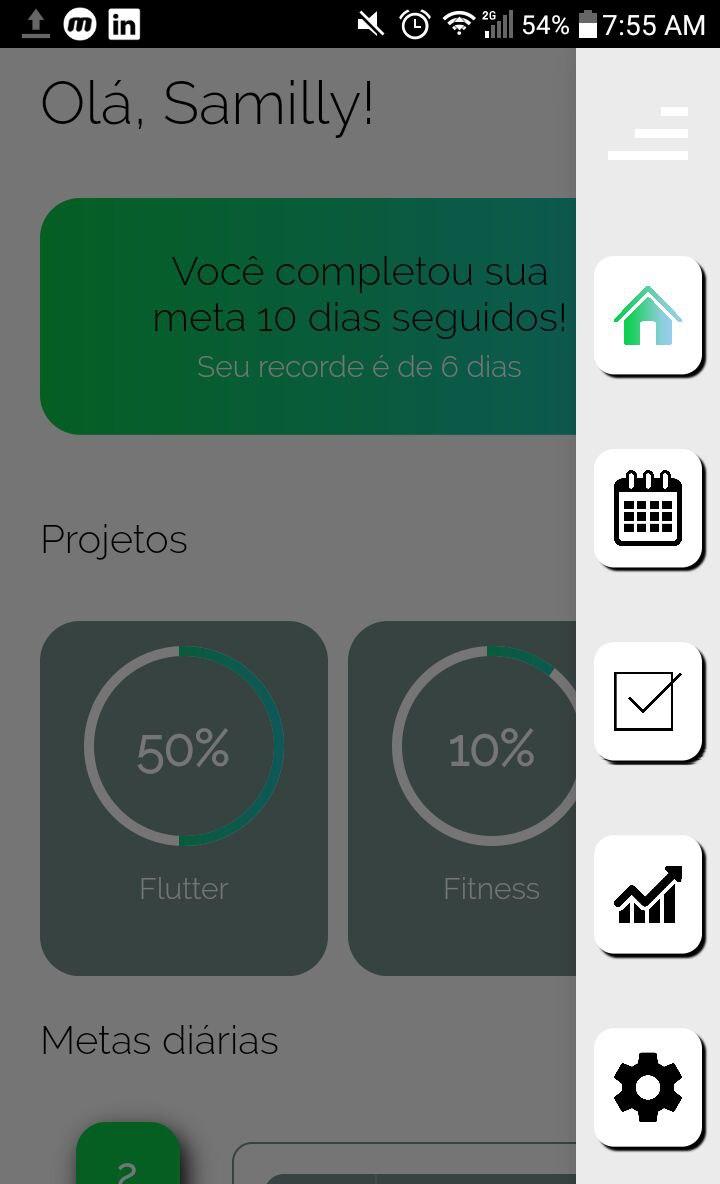 2G 54% 7:55 AM
Olá, Samilly!
Você completou sua
meta 10 dias seguidos!
Seu recorde é de 6 dias
Projetos
50% 10%
Flutter Fitness
Metas diárias
2